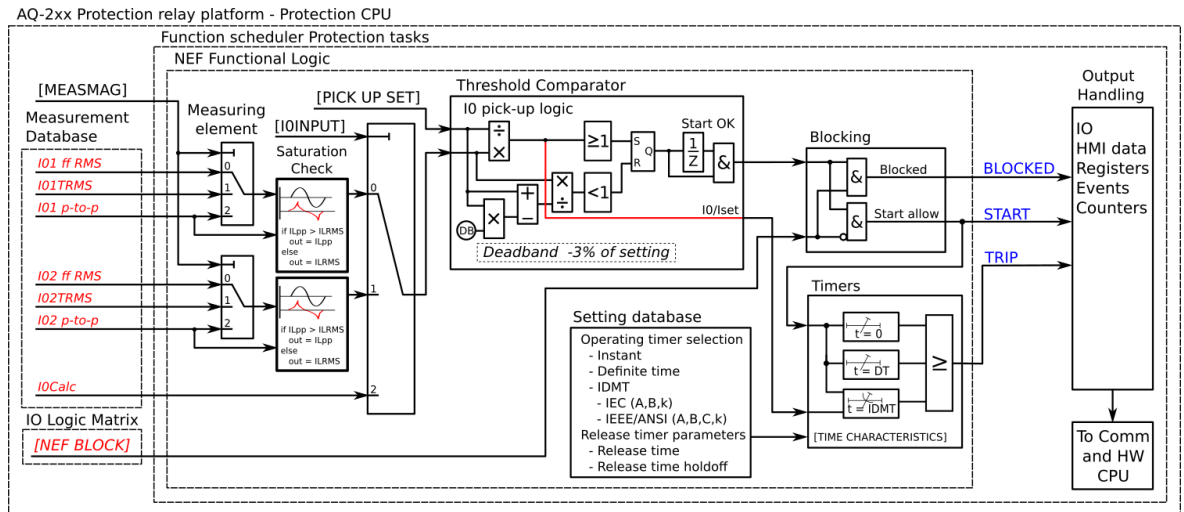 AQ-2xx Protection relay platform - Protection CPU
Function scheduler Protection tasks
NEF Functional Logic
[MEASMAG]
Measurement
Database
I01 ff RMS
I01TRMS
I01 p-to-p
I02 ff RMS
I02TRMS
I02 p-to-p
I0Calc
IO Logic Matrix
[NEF BLOCK]
Measuring
element
0
1
2
0
1
2
[I0INPUT]
Saturation
Check
if ILpp > ILRMS
out = ILpp
else
out = ILRMS
if ILpp > ILRMS
out = ILpp
else
out = ILRMS
0
1
2
[PICK UP SET]
Threshold Comparator
I0 pick-up logic
÷
×
≥1
S
R
Q
Start OK
1
Z
&
×
÷
<1
+
−
×
DB
I0/Iset
Deadband -3% of setting
Blocking
&
Blocked
&
Start allow
BLOCKED
START
TRIP
Setting database
Operating timer selection
- Instant
- Definite time
- IDMT
- IEC (A,B,k)
- IEEE/ANSI (A,B,C,k)
Release timer parameters
- Release time
- Release time holdoff
Timers
t = 0
t = DT
t = IDMT
≥
[TIME CHARACTERISTICS]
Output
Handling
IO
HMI data
Registers
Events
Counters
To Comm
and HW
CPU